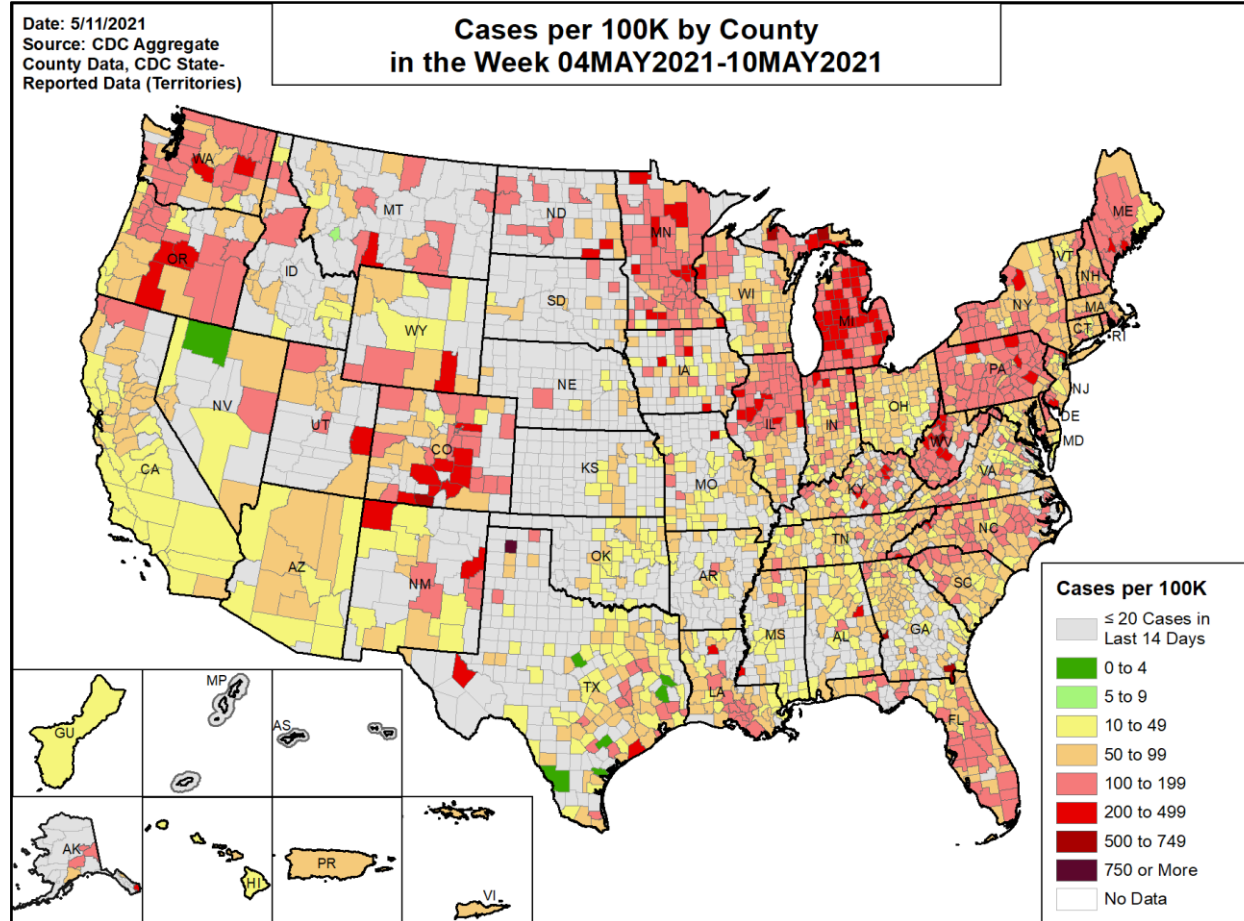 Date: 5/11/2021
Source: CDC Aggregate
County Data, CDC State-
Reported Data (Territories)
Cases per 100K by County
in the Week 04MAY2021-10MAY2021
WA
MT
ND
MN
ME
OR
ID
SD
WI
MI
VT
NH
NY
MA
CT
RI
WY
IA
PA
NJ
NE
NV
UT
CO
IL
IN
OH
DE
MD
WV
VA
CA
KS
MO
KY
NC
TN
AZ
NM
OK
AR
SC
MS
AL
GA
TX
LA
FL
GU
MP
AS
AK
HI
PR
VI
Cases per 100K
≤ 20 Cases in
Last 14 Days
0 to 4
5 to 9
10 to 49
50 to 99
100 to 199
200 to 499
500 to 749
750 or More
No Data